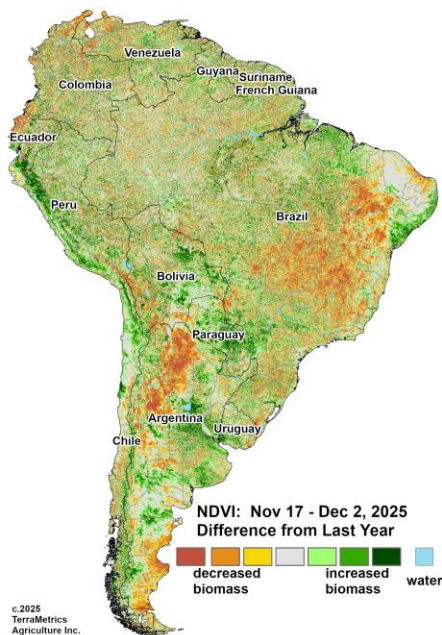 Venezuela
Guyana
Suriname
French Guiana
Colombia
Ecuador
Peru
Brazil
Bolivia
Paraguay
Argentina
Uruguay
Chile
NDVI: Nov 17 - Dec 2, 2025
Difference from Last Year
decreased
biomass
increased
biomass
water
c.2025
TerraMetrics
Agriculture Inc.